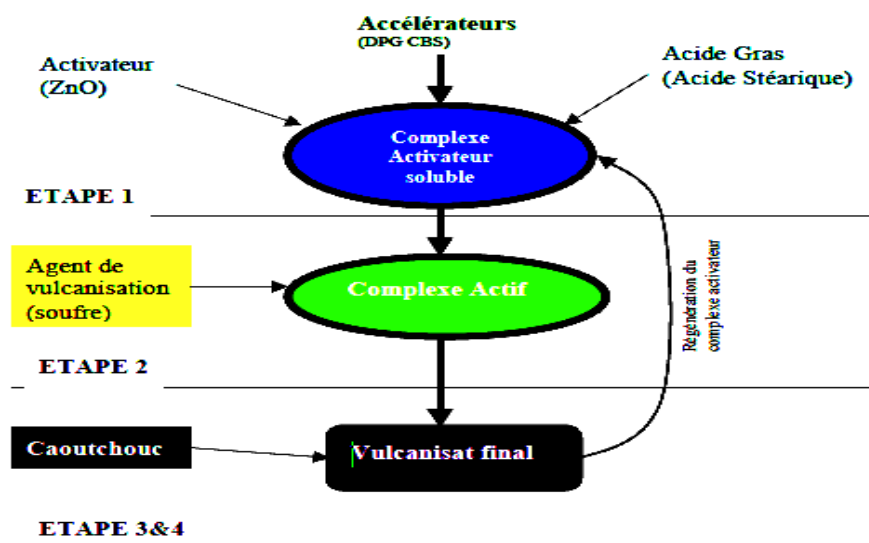 Accélérateurs
(DPG CBS)
Activateur
(ZnO)
Acide Gras
(Acide Stéarique)
Complexe
Activateur
soluble
ETAPE 1
Agent de
vulcanisation
(soufre)
Complexe Actif
Régénération du
complexe activateur
ETAPE 2
Caoutchouc
Vulcanisat final
ETAPE 3&4